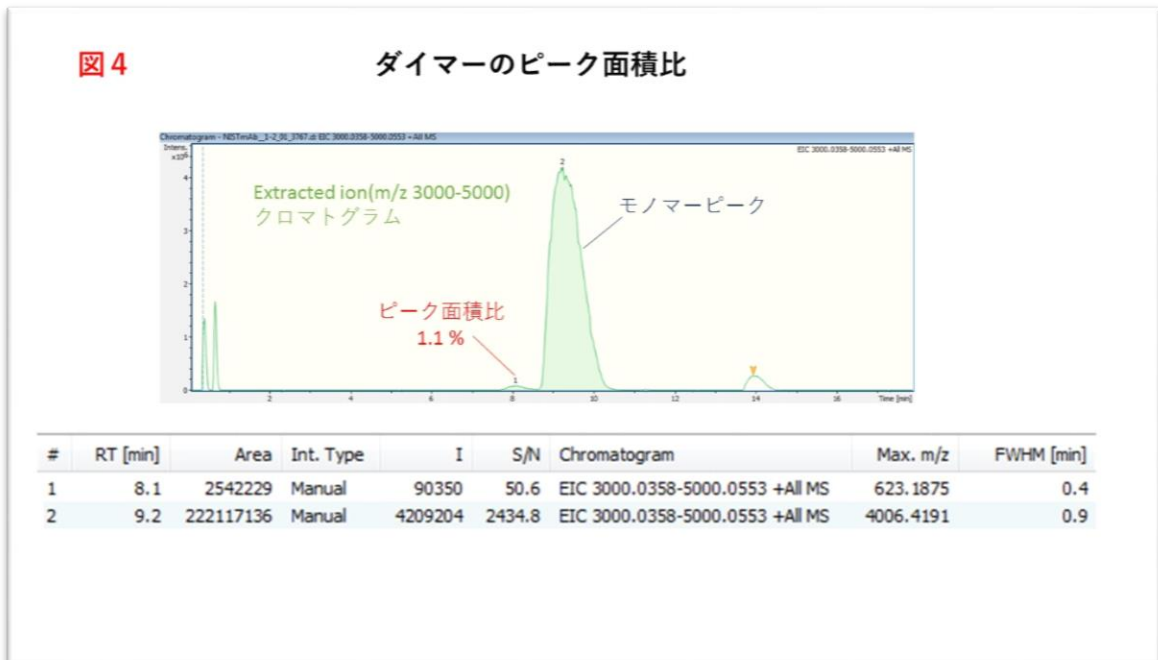 図４
ダイマーのピーク面積比
Chromatogram - NISTmAb__1-2_01_3767.d: EIC 3000.0358-5000.0553 +All MS
Intens.
x10⁶
EIC 3000.0358-5000.0553 +All MS
Extracted ion(m/z 3000-5000)
クロマトグラム
モノマーピーク
ピーク面積比
1.1 %
1
2
4
3
2
1
0
2 4 6 8 10 12 14 16 Time [min]
# RT [min] Area Int. Type I S/N Chromatogram Max. m/z FWHM [min]
1 8.1 2542229 Manual 90350 50.6 EIC 3000.0358-5000.0553 +All MS 623.1875 0.4
2 9.2 222117136 Manual 4209204 2434.8 EIC 3000.0358-5000.0553 +All MS 4006.4191 0.9